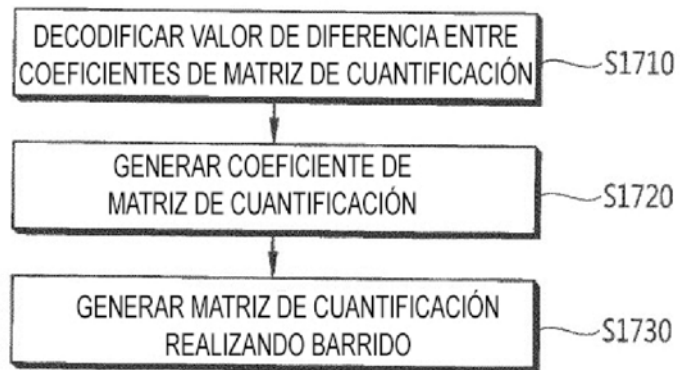 DECODIFICAR VALOR DE DIFERENCIA ENTRE
COEFICIENTES DE MATRIZ DE CUANTIFICACIÓN
S1710
GENERAR COEFICIENTE DE
MATRIZ DE CUANTIFICACIÓN
S1720
GENERAR MATRIZ DE CUANTIFICACIÓN
REALIZANDO BARRIDO
S1730